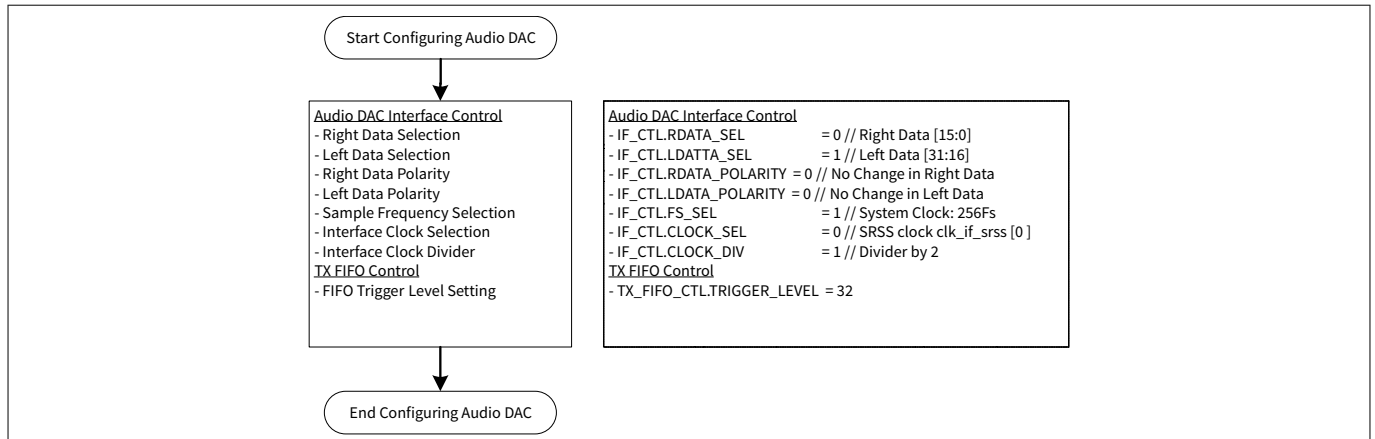 Start Configuring Audio DAC
Audio DAC Interface Control
- Right Data Selection
- Left Data Selection
- Right Data Polarity
- Left Data Polarity
- Sample Frequency Selection
- Interface Clock Selection
- Interface Clock Divider
TX FIFO Control
- FIFO Trigger Level Setting
Audio DAC Interface Control
- IF_CTL.RDATA_SEL = 0 // Right Data [15:0]
- IF_CTL.LDATTA_SEL = 1 // Left Data [31:16]
- IF_CTL.RDATA_POLARITY = 0 // No Change in Right Data
- IF_CTL.LDATA_POLARITY = 0 // No Change in Left Data
- IF_CTL.FS_SEL = 1 // System Clock: 256Fs
- IF_CTL.CLOCK_SEL = 0 // SRSS clock clk_if_srss [0 ]
- IF_CTL.CLOCK_DIV = 1 // Divider by 2
TX FIFO Control
- TX_FIFO_CTL.TRIGGER_LEVEL = 32
End Configuring Audio DAC